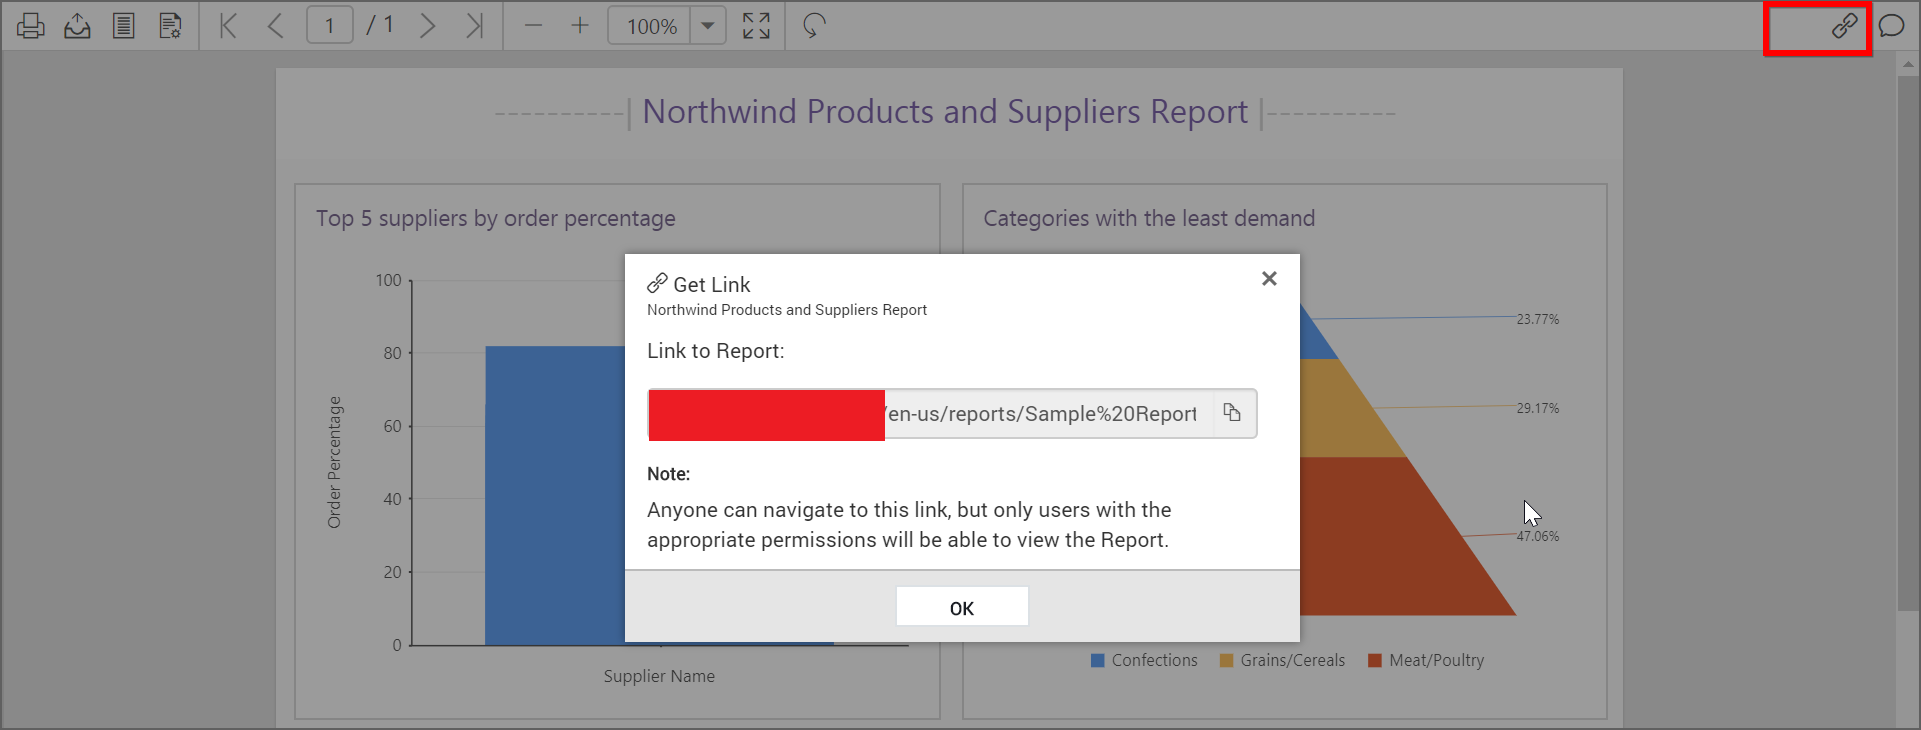 1 / 1 100%
----------| Northwind Products and Suppliers Report |----------
Top 5 suppliers by order percentage
100
80
60
40
20
0
Order Percentage
Supplier Name
Categories with the least demand
23.77%
29.17%
47.06%
Confections Grains/Cereals Meat/Poultry
Get Link
Northwind Products and Suppliers Report
Link to Report:
/en-us/reports/Sample%20Report
Note:
Anyone can navigate to this link, but only users with the
appropriate permissions will be able to view the Report.
OK